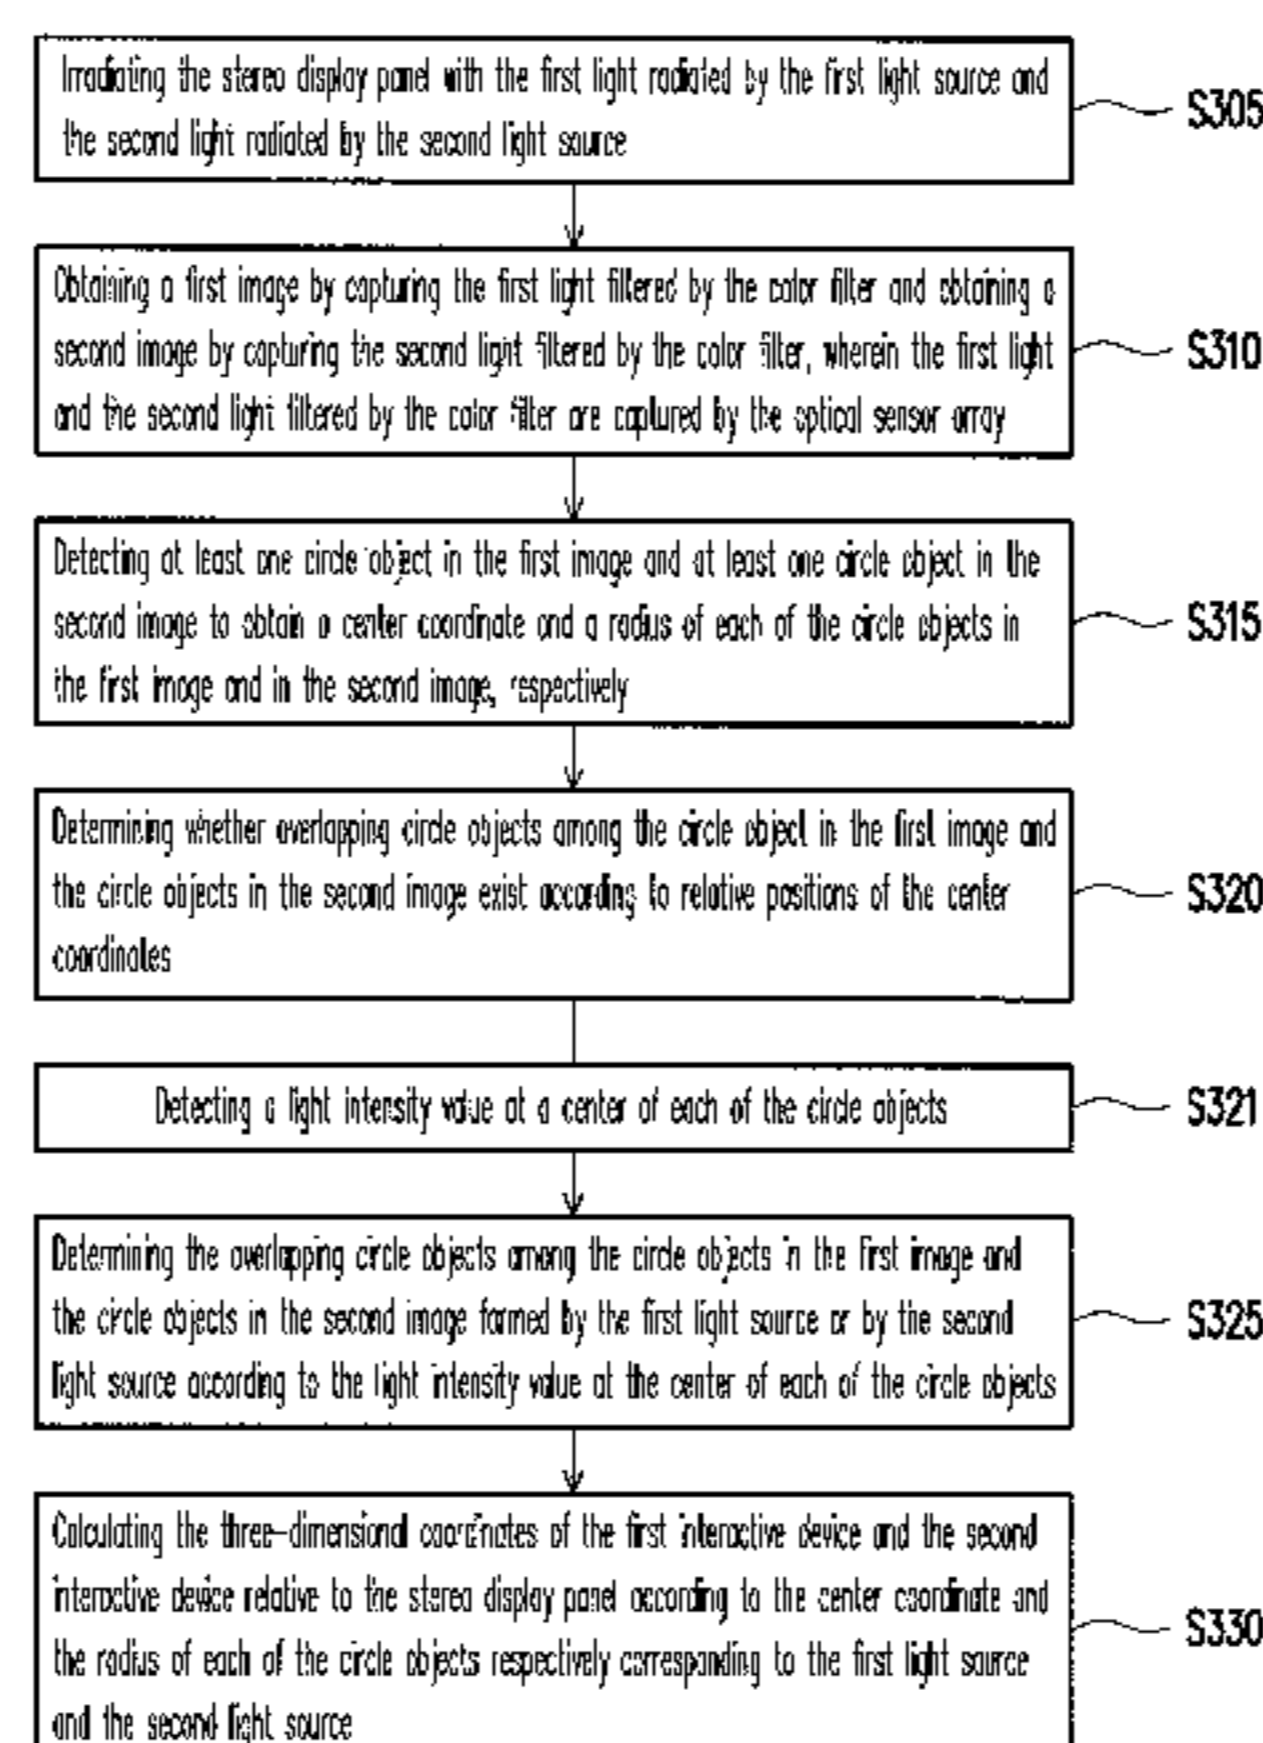 Irradiating the stereo display panel with the first light radiated by the first light source and
the second light radiated by the second light source
S305
Obtaining a first image by capturing the first light filtered by the color filter and obtaining a
second image by capturing the second light filtered by the color filter, wherein the first light
and the second light filtered by the color filter are captured by the optical sensor array
S310
Detecting at least one circle object in the first image and at least one circle object in the
second image to obtain a center coordinate and a radius of each of the circle objects in
the first image and in the second image, respectively
S315
Determining whether overlapping circle objects among the circle object in the first image and
the circle objects in the second image exist according to relative positions of the center
coordinates
S320
Detecting a light intensity value at a center of each of the circle objects
S321
Determining the overlapping circle objects among the circle objects in the first image and
the circle objects in the second image formed by the first light source or by the second
light source according to the light intensity value at the center of each of the circle objects
S325
Calculating the three-dimensional coordinates of the first interactive device and the second
interactive device relative to the stereo display panel according to the center coordinate and
the radius of each of the circle objects respectively corresponding to the first light source
and the second light source
S330